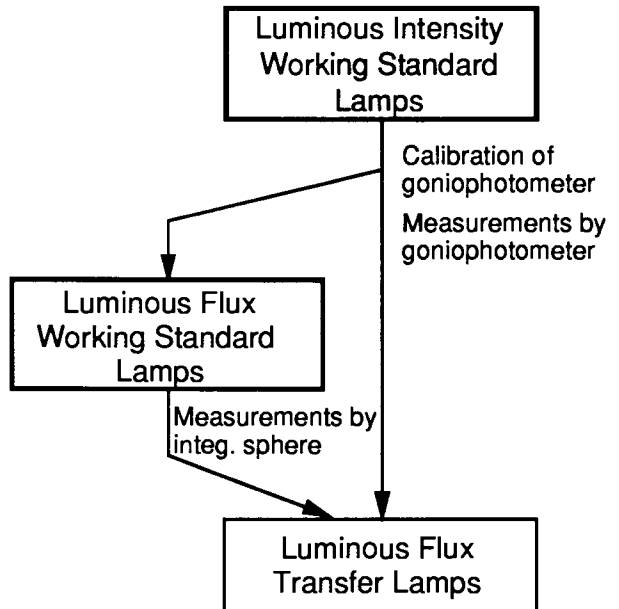 Luminous Intensity
Working Standard
Lamps
Calibration of
goniophotometer
Measurements by
goniophotometer
Luminous Flux
Working Standard
Lamps
Measurements by
integ. sphere
Luminous Flux
Transfer Lamps